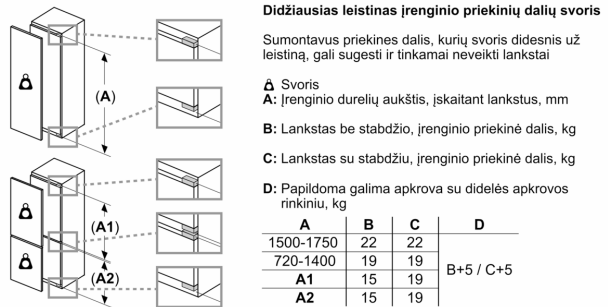 Didžiausias leistinas įrenginio priekinių dalių svoris
Sumontavus priekines dalis, kurių svoris didesnis už
leistiną, gali sugesti ir tinkamai neveikti lankstai
Svoris
A: Įrenginio durelių aukštis, įskaitant lankstus, mm
B: Lankstas be stabdžio, įrenginio priekinė dalis, kg
C: Lankstas su stabdžiu, įrenginio priekinė dalis, kg
D: Papildoma galima apkrova su didelės apkrovos
rinkiniu, kg
A B C D
1500-1750 22 22
720-1400 19 19
B+5 / C+5
A1 15 19
A2 15 19
(A)
(A1)
(A2)